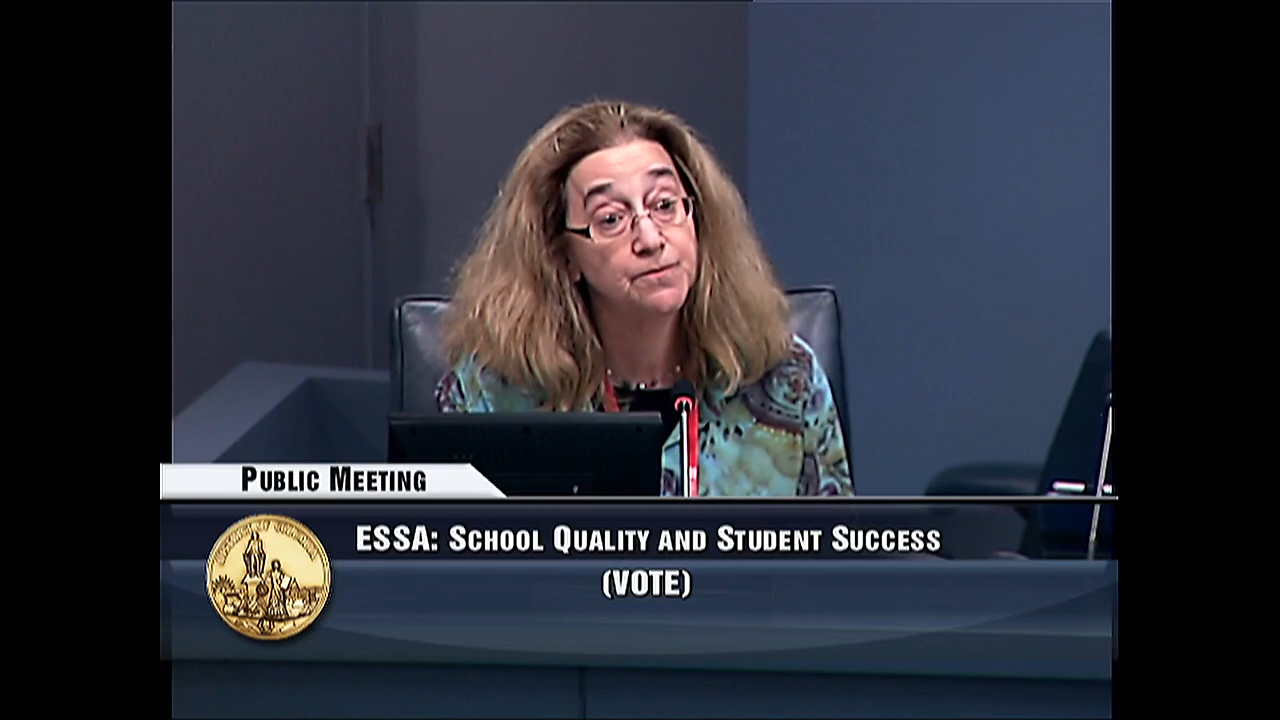 PUBLIC MEETING
ESSA: SCHOOL QUALITY AND STUDENT SUCCESS
(VOTE)